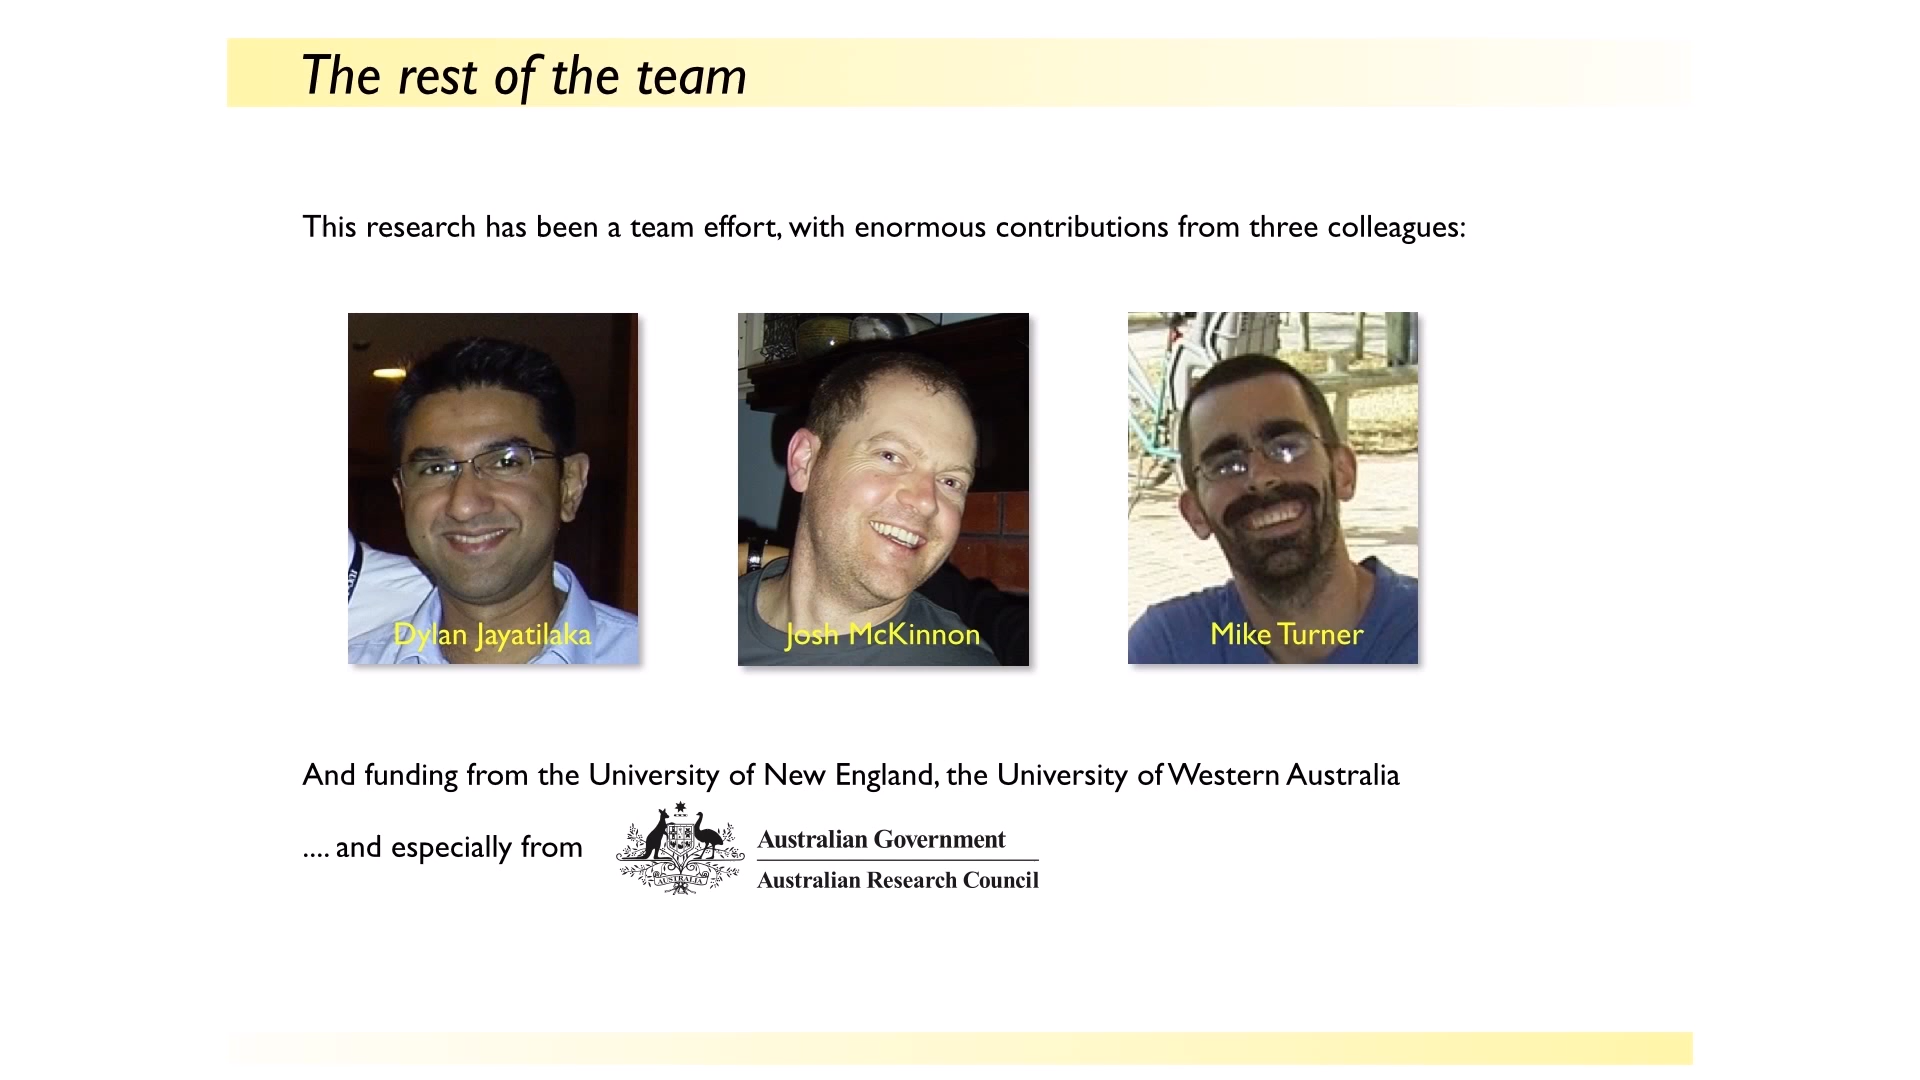 The rest of the team
This research has been a team effort, with enormous contributions from three colleagues:
Dylan Jayatilaka
Josh McKinnon
Mike Turner
And funding from the University of New England, the University of Western Australia
.... and especially from
AUSTRALIA
Australian Government
Australian Research Council